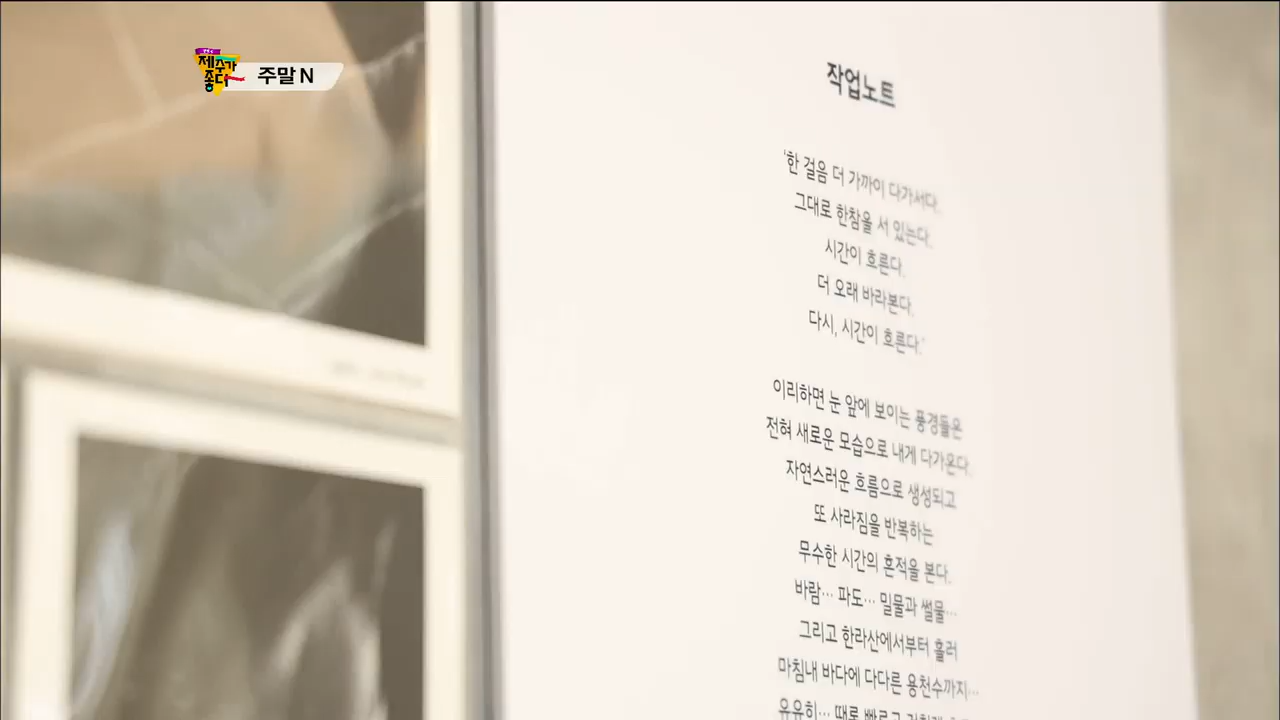 제주가
좋다
주말 N
작업노트
'한 걸음 더 가까이 다가서다.
그대로 한참을 서 있는다.
시간이 흐른다.
더 오래 바라본다.
다시, 시간이 흐른다.'
이리하면 눈 앞에 보이는 풍경들은
전혀 새로운 모습으로 내게 다가온다.
자연스러운 흐름으로 생성되고
또 사라짐을 반복하는
무수한 시간의 흔적을 본다.
바람… 파도… 밀물과 썰물…
그리고 한라산에서부터 흘러
마침내 바다에 다다른 용천수까지…
유유히… 때로